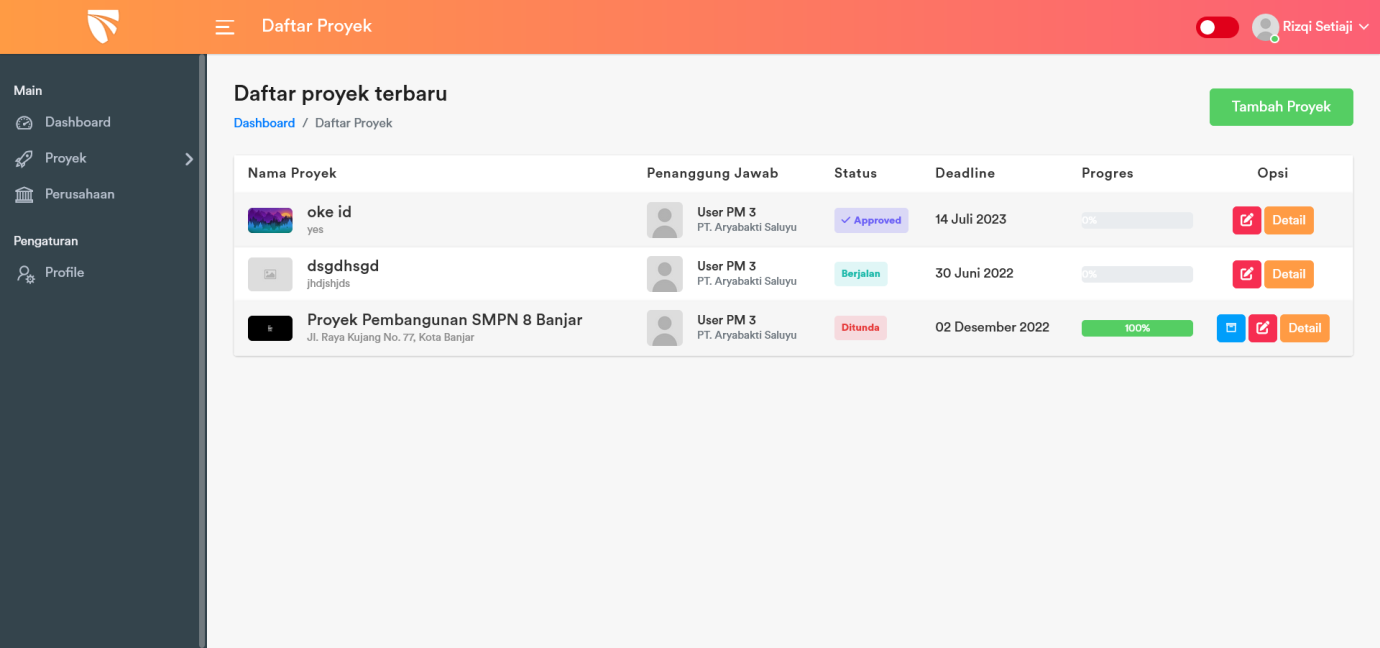 Daftar Proyek
Rizqi Setiaji
Main
Dashboard
Proyek
Perusahaan
Pengaturan
Profile
Daftar proyek terbaru
Dashboard / Daftar Proyek
Tambah Proyek
Nama Proyek Penanggung Jawab Status Deadline Progres Opsi
oke id
yes
User PM 3
PT. Aryabakti Saluyu
Approved
14 Juli 2023
0%
Detail
dsgdhsgd
jhdjshjds
User PM 3
PT. Aryabakti Saluyu
Berjalan
30 Juni 2022
0%
Detail
Proyek Pembangunan SMPN 8 Banjar
Jl. Raya Kujang No. 77, Kota Banjar
User PM 3
PT. Aryabakti Saluyu
Ditunda
02 Desember 2022
100%
Detail